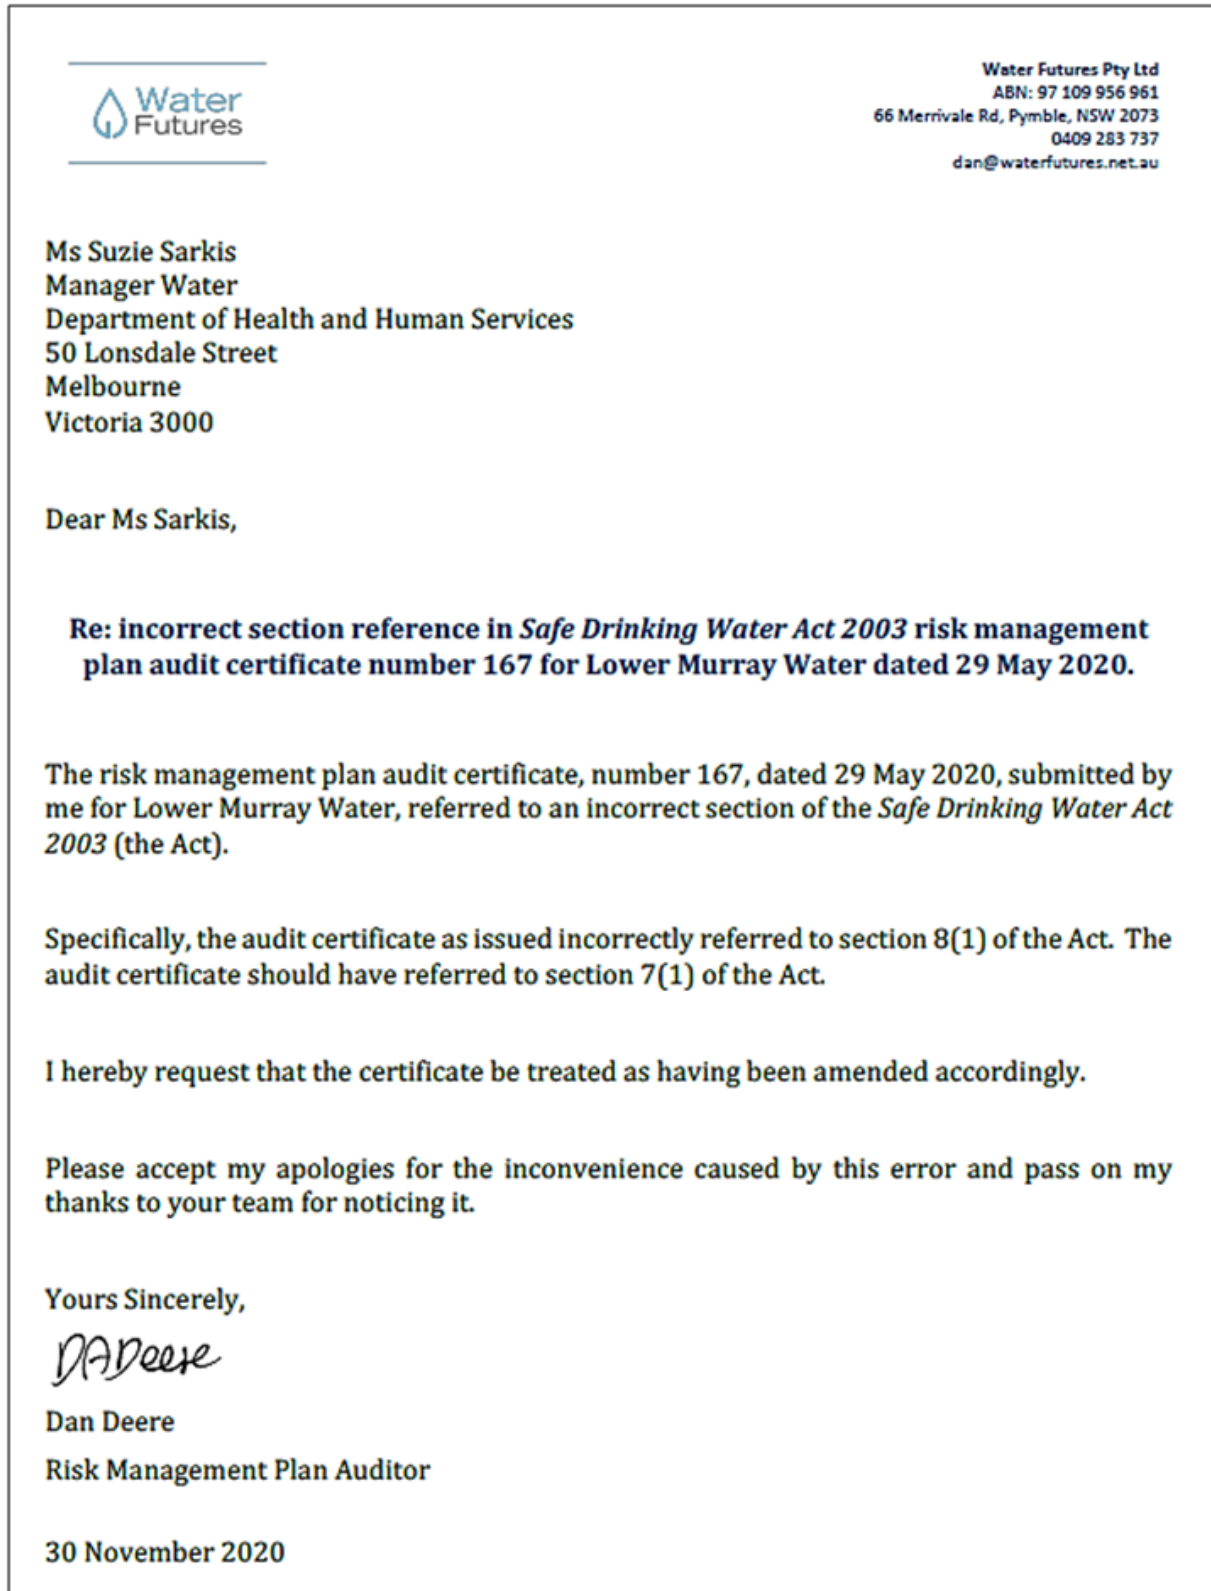 Water
Futures
Water Futures Pty Ltd
ABN: 97 109 956 961
66 Merrivale Rd, Pymble, NSW 2073
0409 283 737
dan@waterfutures.net.au
Ms Suzie Sarkis
Manager Water
Department of Health and Human Services
50 Lonsdale Street
Melbourne
Victoria 3000
Dear Ms Sarkis,
Re: incorrect section reference in Safe Drinking Water Act 2003 risk management
plan audit certificate number 167 for Lower Murray Water dated 29 May 2020.
The risk management plan audit certificate, number 167, dated 29 May 2020, submitted by
me for Lower Murray Water, referred to an incorrect section of the Safe Drinking Water Act
2003 (the Act).
Specifically, the audit certificate as issued incorrectly referred to section 8(1) of the Act. The
audit certificate should have referred to section 7(1) of the Act.
I hereby request that the certificate be treated as having been amended accordingly.
Please accept my apologies for the inconvenience caused by this error and pass on my
thanks to your team for noticing it.
Yours Sincerely,
DADeere
Dan Deere
Risk Management Plan Auditor
30 November 2020